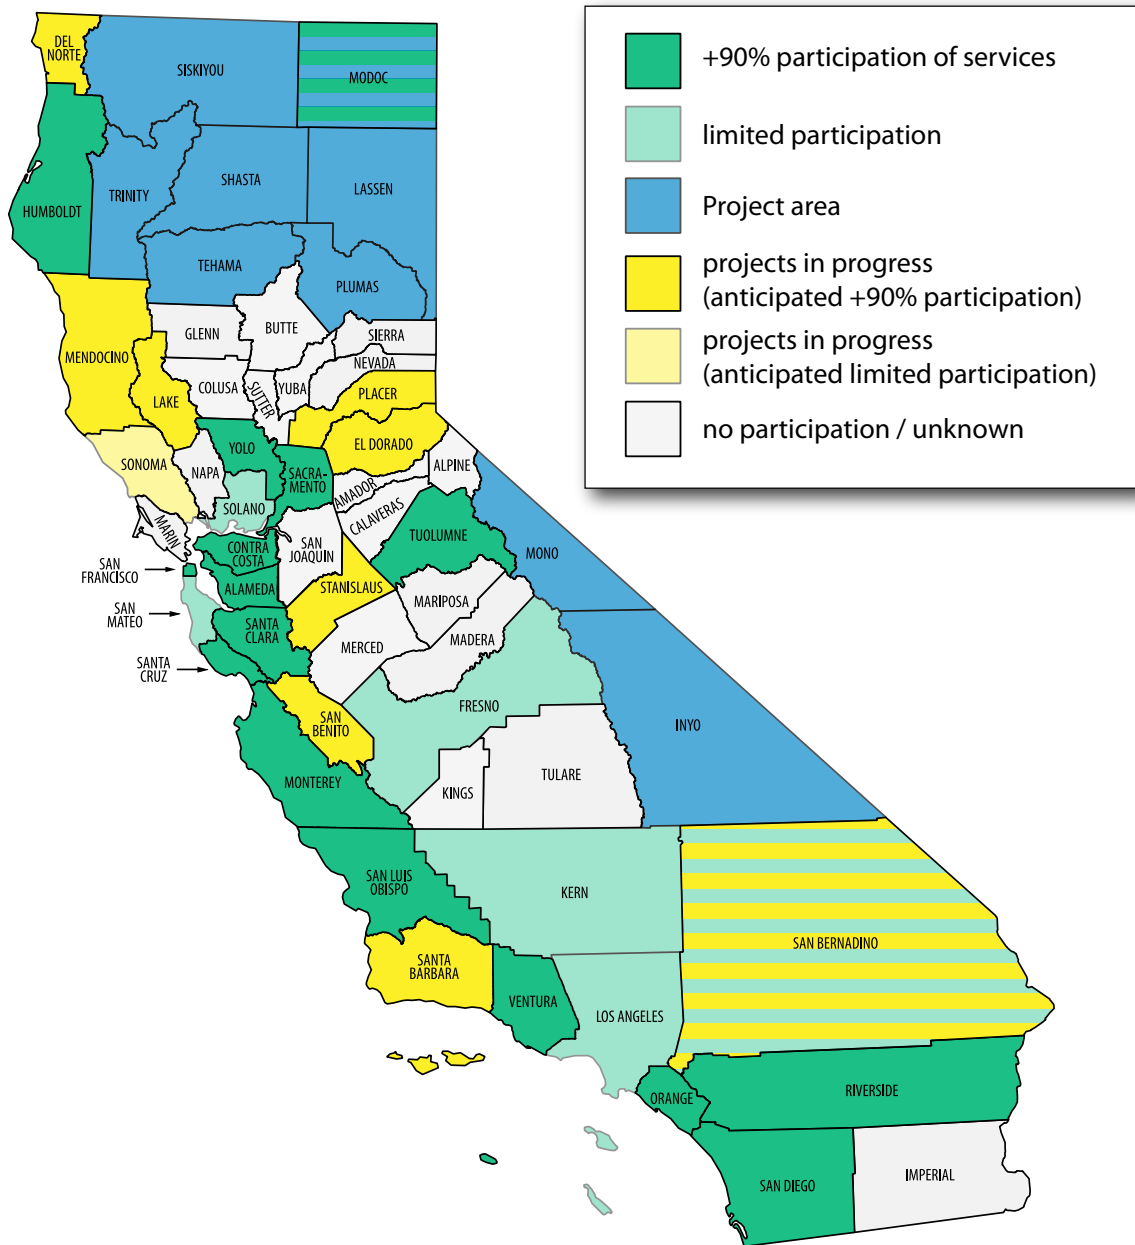 +90% participation of services
limited participation
Project area
projects in progress
(anticipated +90% participation)
projects in progress
(anticipated limited participation)
no participation / unknown
DEL
NORTE
SISKIYOU
MODOC
HUMBOLDT
TRINITY
SHASTA
LASSEN
TEHAMA
PLUMAS
MENDOCINO
GLENN
BUTTE
SIERRA
NEVADA
COLUSA
SUTTER
YUBA
PLACER
LAKE
EL DORADO
YOLO
SONOMA
NAPA
SACRA-
MENTO
ALPINE
AMADOR
SOLANO
CALAVERAS
MARIN
SAN
JOAQUIN
TUOLUMNE
MONO
CONTRA
COSTA
SAN
FRANCISCO
ALAMEDA
STANISLAUS
MARIPOSA
SAN
MATEO
SANTA
CLARA
MERCED
MADERA
SANTA
CRUZ
FRESNO
SAN
BENITO
INYO
MONTEREY
KINGS
TULARE
SAN LUIS
OBISPO
KERN
SAN BERNADINO
SANTA
BARBARA
VENTURA
LOS ANGELES
ORANGE
RIVERSIDE
SAN DIEGO
IMPERIAL